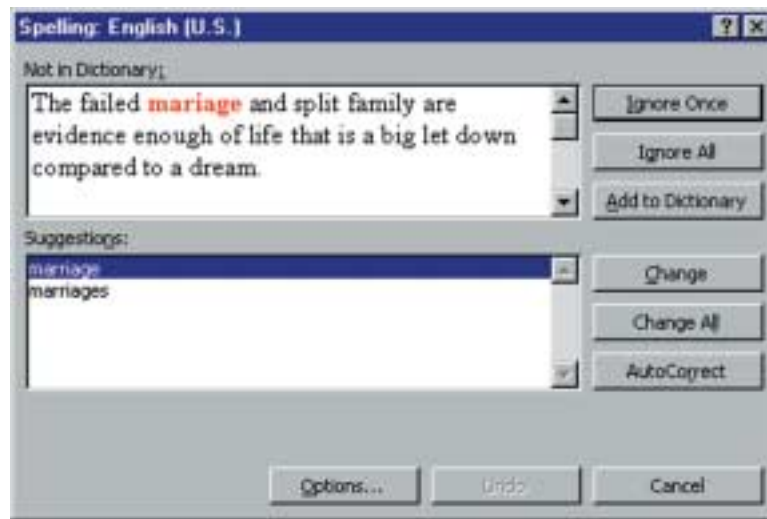 Spelling: English (U.S.)
Not in Dictionary:
The failed mariage and split family are
evidence enough of life that is a big let down
compared to a dream.
Ignore Once
Ignore All
Add to Dictionary
Suggestions:
marriage
marriages
Change
Change All
AutoCorrect
Options...
Undo
Cancel